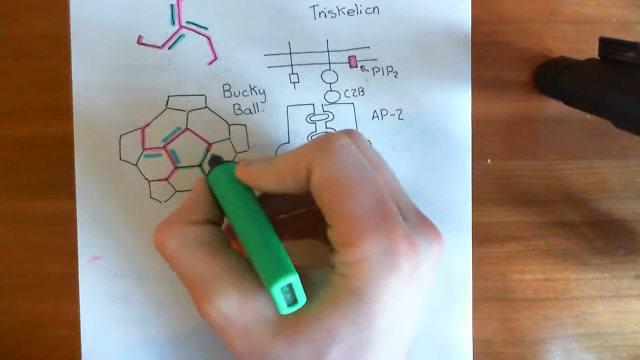 Triskelion
PIP2
C2B
Bucky
Ball.
AP-2